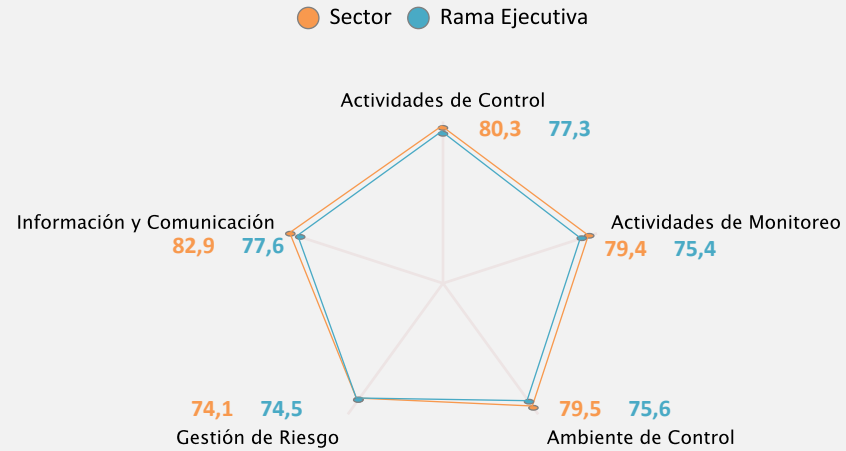 Sector Rama Ejecutiva
Actividades de Control
80,3 77,3
Información y Comunicación
82,9 77,6
Actividades de Monitoreo
79,4 75,4
74,1 74,5
Gestión de Riesgo
79,5 75,6
Ambiente de Control